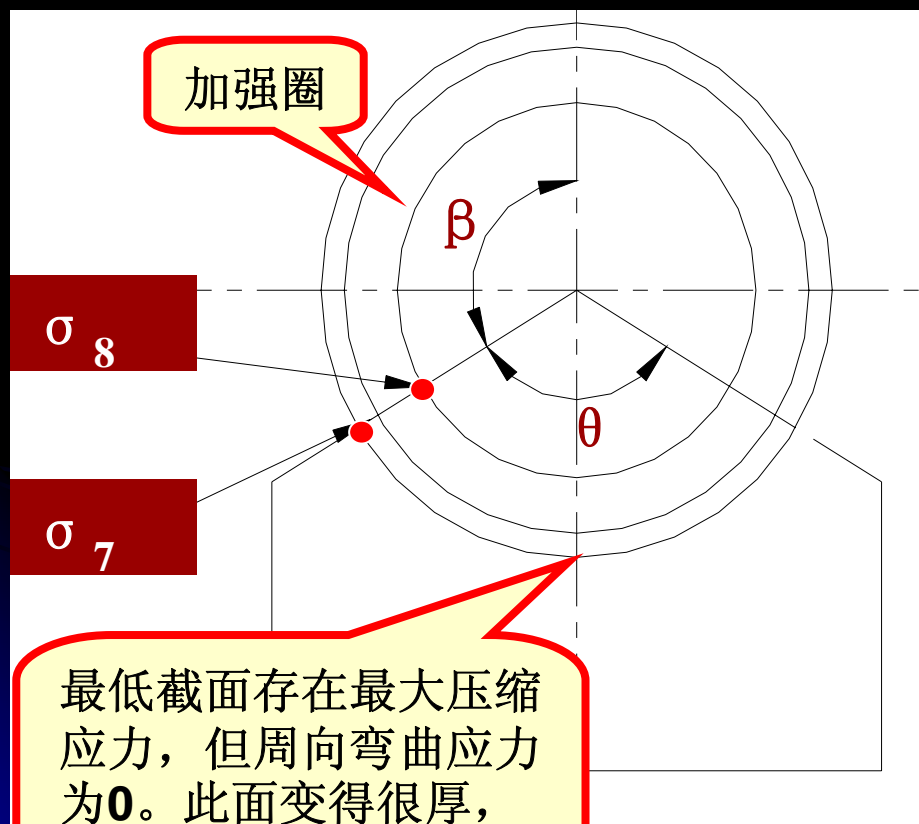 加强圈
β
σ 8
θ
σ 7
最低截面存在最大压缩
应力，但周向弯曲应力
为0。此面变得很厚，